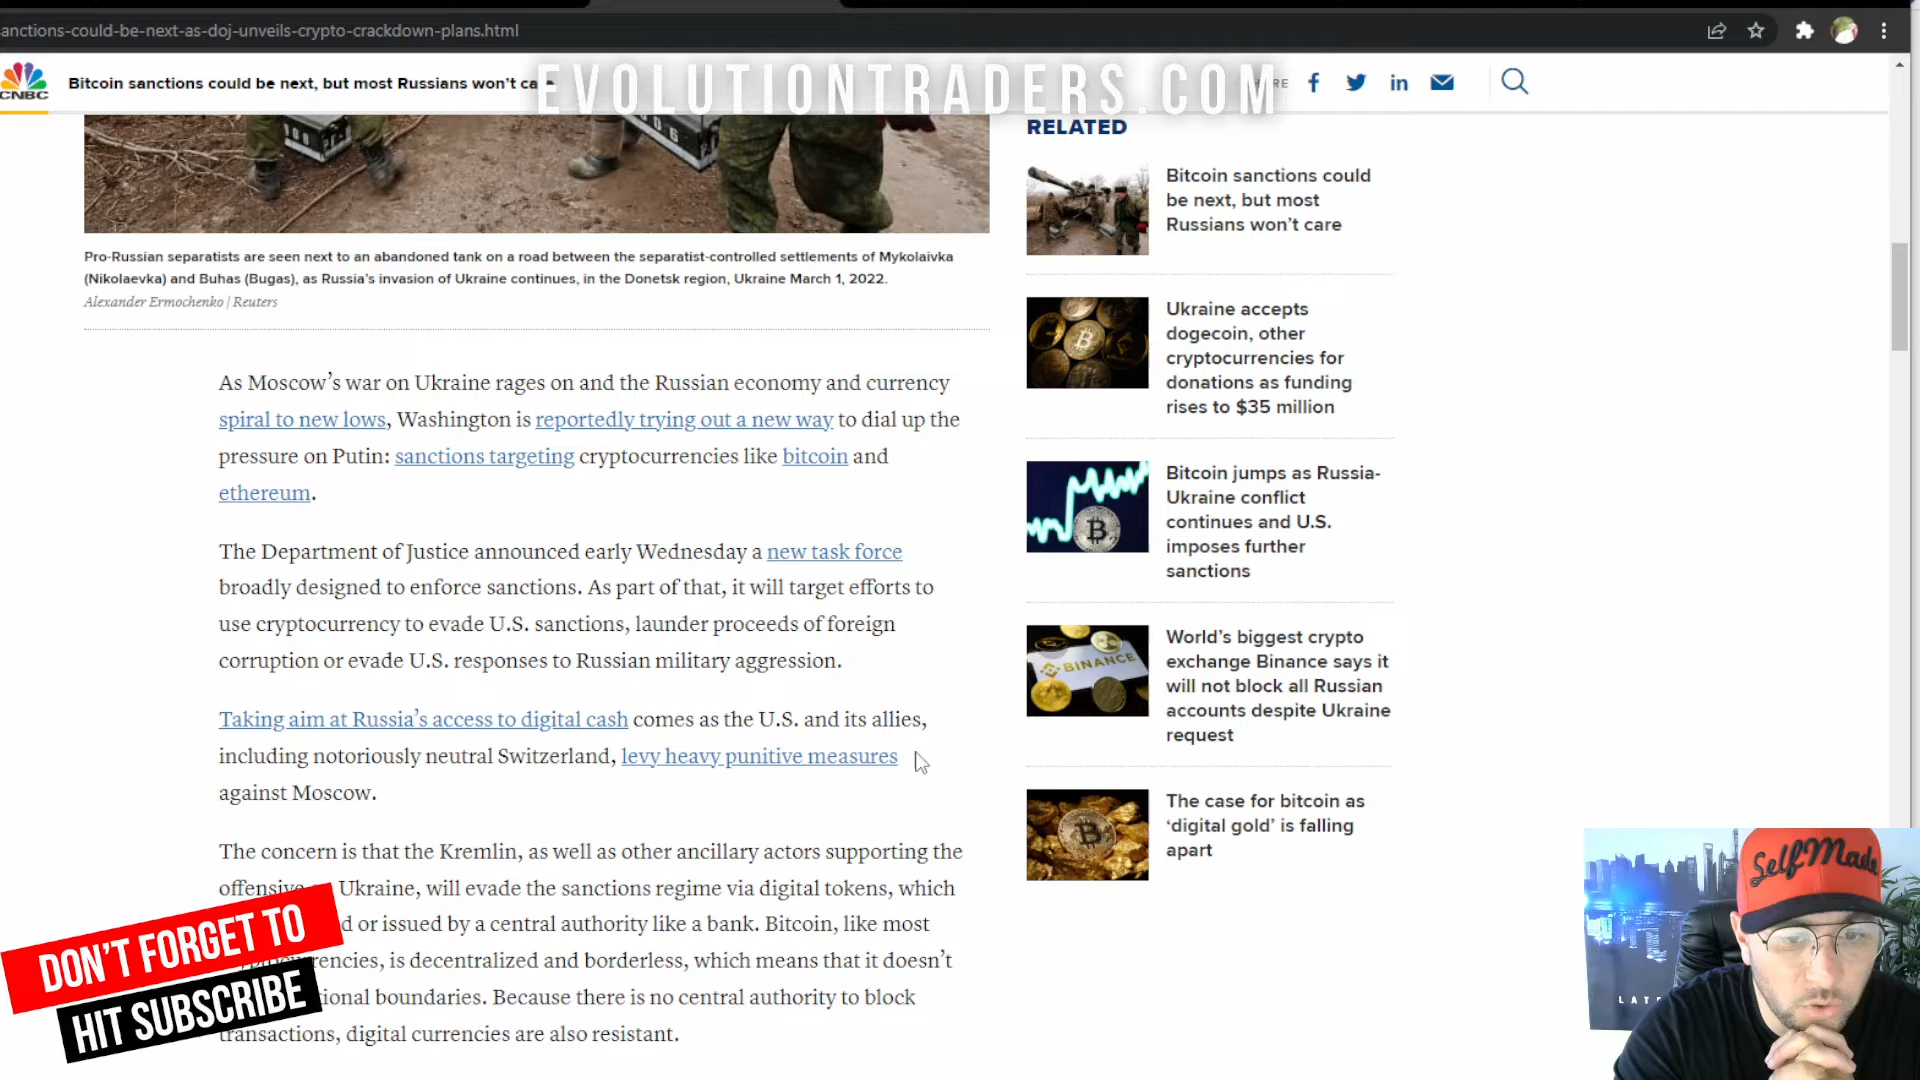 anctions-could-be-next-as-doj-unveils-crypto-crackdown-plans.html
CNBC
Bitcoin sanctions could be next, but most Russians won't ca
EVOLUTIONTRADERS.COM
RE
Pro-Russian separatists are seen next to an abandoned tank on a road between the separatist-controlled settlements of Mykolaivka
(Nikolaevka) and Buhas (Bugas), as Russia's invasion of Ukraine continues, in the Donetsk region, Ukraine March 1, 2022.
Alexander Ermochenko | Reuters
As Moscow's war on Ukraine rages on and the Russian economy and currency
spiral to new lows, Washington is reportedly trying out a new way to dial up the
pressure on Putin: sanctions targeting cryptocurrencies like bitcoin and
ethereum.
The Department of Justice announced early Wednesday a new task force
broadly designed to enforce sanctions. As part of that, it will target efforts to
use cryptocurrency to evade U.S. sanctions, launder proceeds of foreign
corruption or evade U.S. responses to Russian military aggression.
Taking aim at Russia's access to digital cash comes as the U.S. and its allies,
including notoriously neutral Switzerland, levy heavy punitive measures
against Moscow.
The concern is that the Kremlin, as well as other ancillary actors supporting the
offensive Ukraine, will evade the sanctions regime via digital tokens, which
d or issued by a central authority like a bank. Bitcoin, like most
rencies, is decentralized and borderless, which means that it doesn't
tional boundaries. Because there is no central authority to block
transactions, digital currencies are also resistant.
RELATED
Bitcoin sanctions could
be next, but most
Russians won't care
Ukraine accepts
dogecoin, other
cryptocurrencies for
donations as funding
rises to $35 million
Bitcoin jumps as Russia-
Ukraine conflict
continues and U.S.
imposes further
sanctions
BINANCE
World's biggest crypto
exchange Binance says it
will not block all Russian
accounts despite Ukraine
request
The case for bitcoin as
'digital gold' is falling
apart
DON'T FORGET TO
HIT SUBSCRIBE
SelfMade
LATE